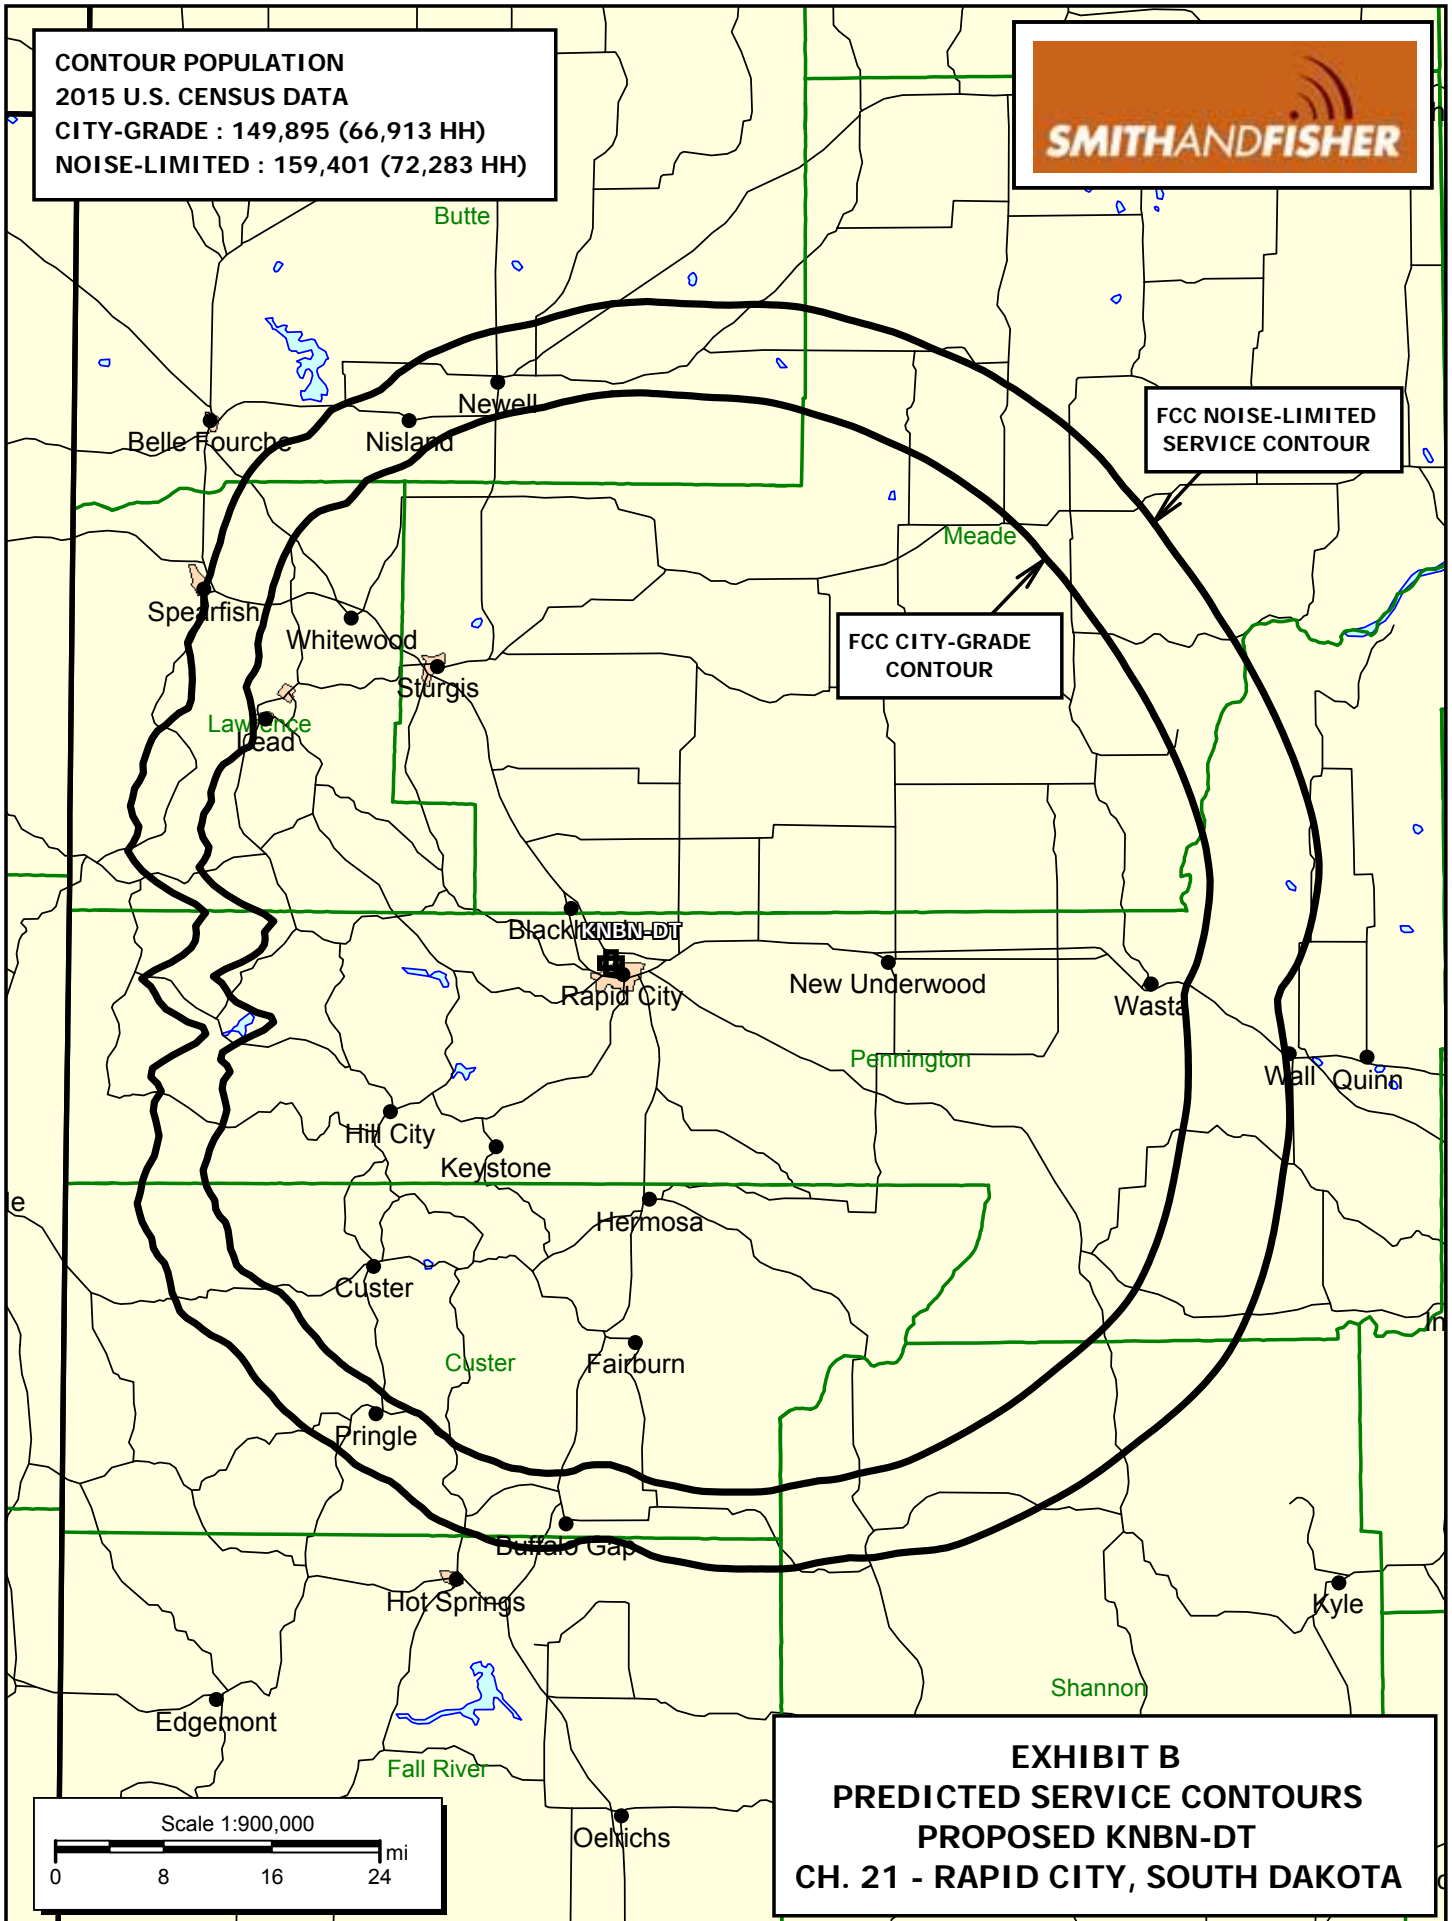 CONTOUR POPULATION
2015 U.S. CENSUS DATA
CITY-GRADE : 149,895 (66,913 HH)
NOISE-LIMITED : 159,401 (72,283 HH)
SMITHANDFISHER
Butte
Newell
Belle Fourche
Nisland
FCC NOISE-LIMITED
SERVICE CONTOUR
Meade
Spearfish
Whitewood
FCC CITY-GRADE
CONTOUR
Sturgis
Lawrence
Lead
KNBN-DT
Rapid City
New Underwood
Wasta
Pennington
Wall
Quinn
Hill City
Keystone
Hermosa
Custer
Custer
Fairburn
Pringle
Buffalo Gap
Hot Springs
Kyle
Shannon
Edgemont
Fall River
Oelrichs
EXHIBIT B
PREDICTED SERVICE CONTOURS
PROPOSED KNBN-DT
CH. 21 - RAPID CITY, SOUTH DAKOTA
Scale 1:900,000
mi
0 8 16 24